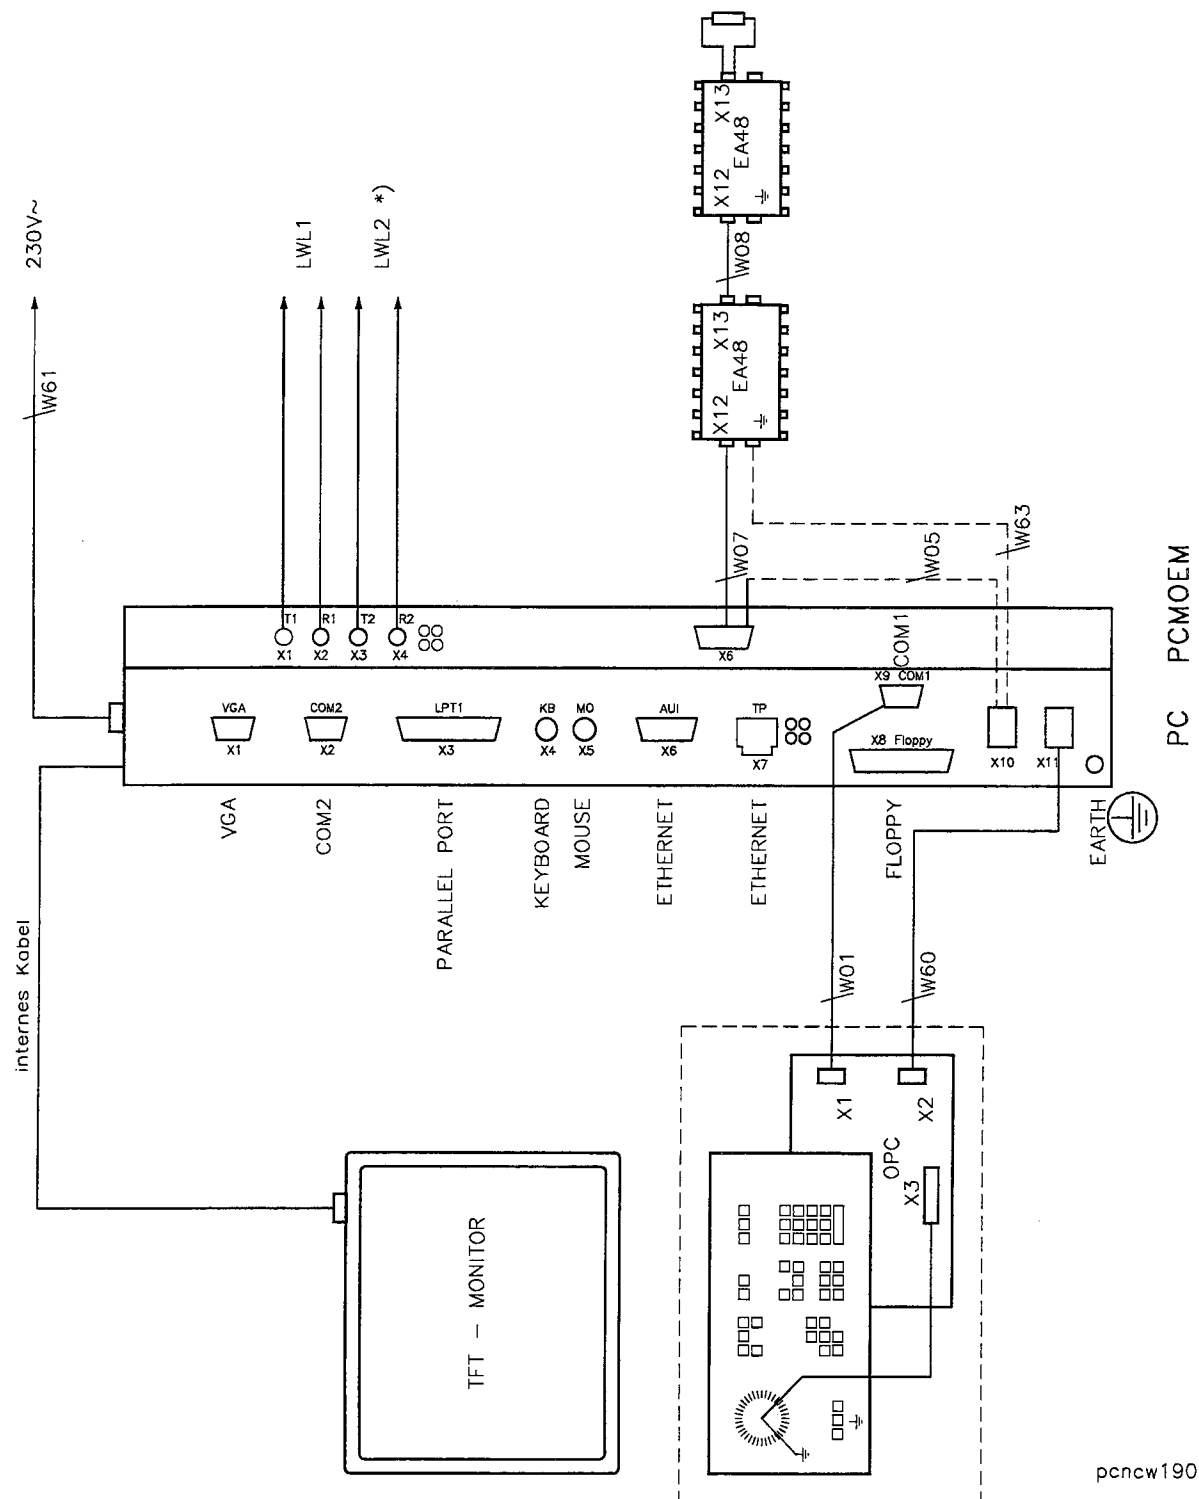 230V~
W61
LWL1
LWL2 *)
X13
EA48
X12
W08
X13
EA48
X12
W07
W05
W63
PC PCMOEM
T1
R1
T2
R2
X1
X2
X3
X4
X6
COM1
X9 COM1
VGA
COM2
LPT1
KB
MO
AUI
TP
X8 Floppy
X1
X2
X3
X4
X5
X6
X7
X10
X11
VGA
COM2
PARALLEL PORT
KEYBOARD
MOUSE
ETHERNET
ETHERNET
FLOPPY
EARTH
internes Kabel
W01
W60
X1
X2
OPC
X3
TFT - MONITOR
pcncw190